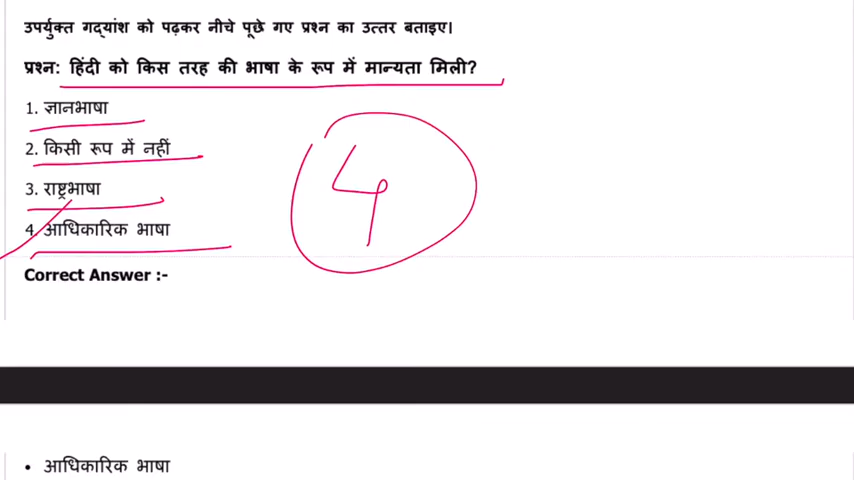 उपर्युक्त गद्यांश को पढ़कर नीचे पूछे गए प्रश्न का उत्तर बताइए।
प्रश्न: हिंदी को किस तरह की भाषा के रूप में मान्यता मिली?
1. ज्ञानभाषा
2. किसी रूप में नहीं
3. राष्ट्रभाषा
4. आधिकारिक भाषा
4
Correct Answer :-
• आधिकारिक भाषा